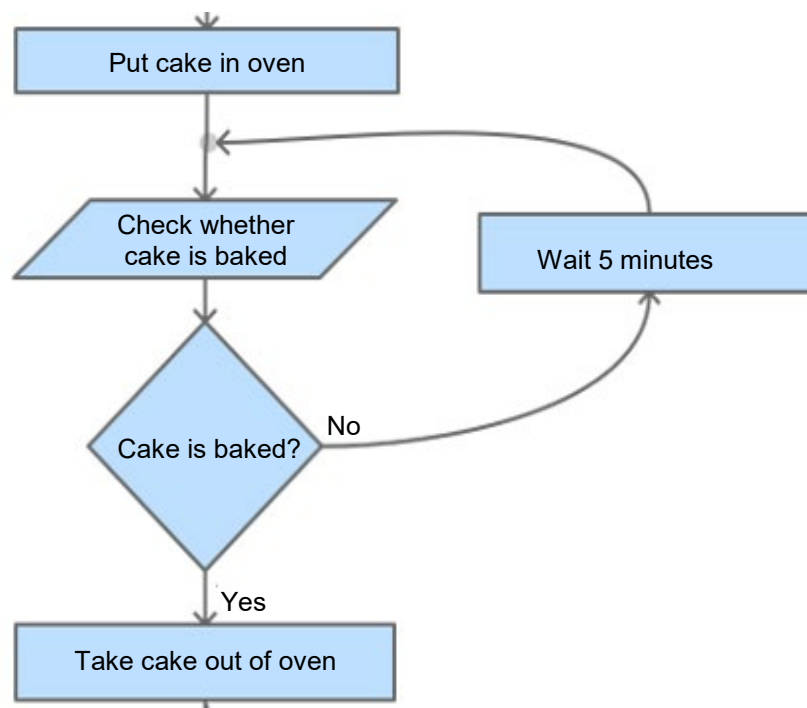 Put cake in oven
Check whether
cake is baked
Wait 5 minutes
Cake is baked?
No
Yes
Take cake out of oven